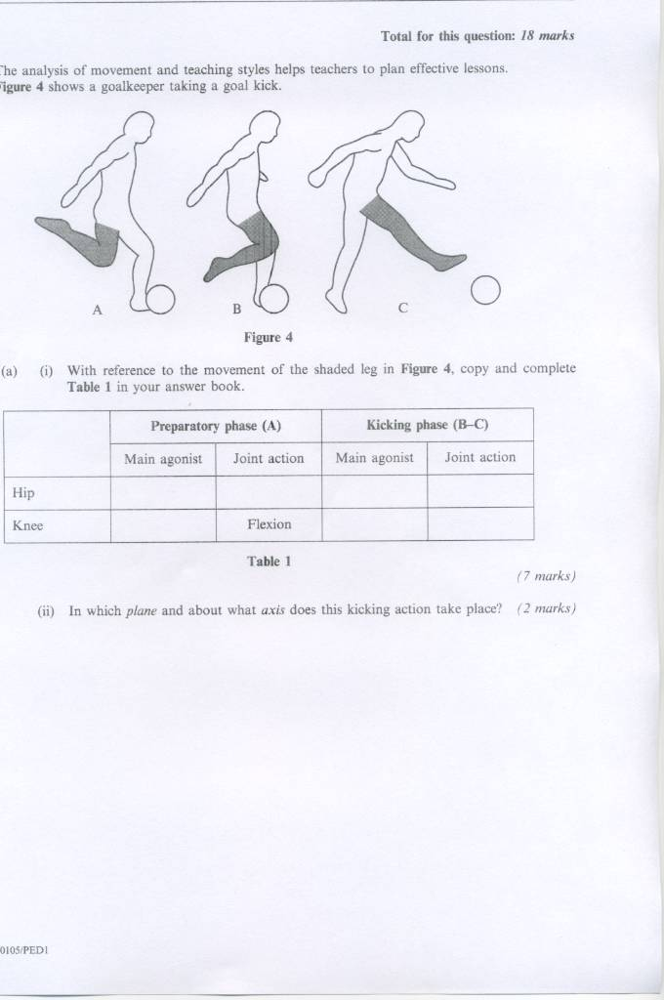 Total for this question: 18 marks
The analysis of movement and teaching styles helps teachers to plan effective lessons.
Figure 4 shows a goalkeeper taking a goal kick.
A B C
Figure 4
(a) (i) With reference to the movement of the shaded leg in Figure 4, copy and complete
Table 1 in your answer book.
Preparatory phase (A) Kicking phase (B–C)
Main agonist Joint action Main agonist Joint action
Hip
Knee Flexion
Table 1
(7 marks)
(ii) In which plane and about what axis does this kicking action take place? (2 marks)
0105/PED1